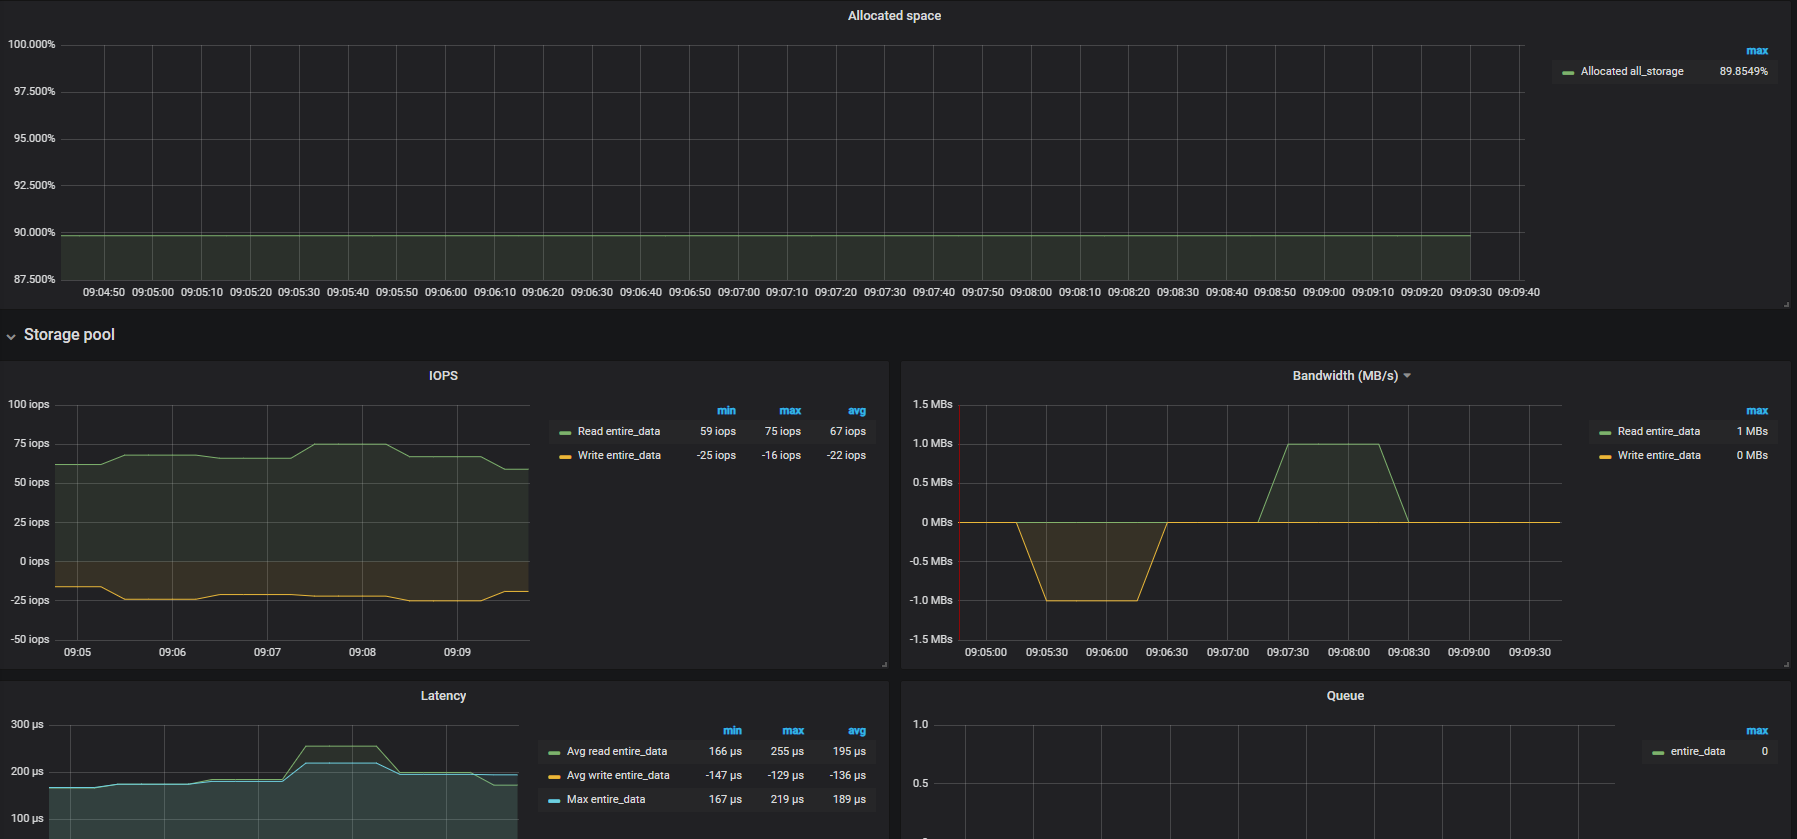 Allocated space
100.000%
97.500%
95.000%
92.500%
90.000%
87.500%
09:04:50 09:05:00 09:05:10 09:05:20 09:05:30 09:05:40 09:05:50 09:06:00 09:06:10 09:06:20 09:06:30 09:06:40 09:06:50 09:07:00 09:07:10 09:07:20 09:07:30 09:07:40 09:07:50 09:08:00 09:08:10 09:08:20 09:08:30 09:08:40 09:08:50 09:09:00 09:09:10 09:09:20 09:09:30 09:09:40
max
Allocated all_storage 89.8549%
Storage pool
IOPS
100 iops
75 iops
50 iops
25 iops
0 iops
-25 iops
-50 iops
09:05 09:06 09:07 09:08 09:09
min max avg
Read entire_data 59 iops 75 iops 67 iops
Write entire_data -25 iops -16 iops -22 iops
Bandwidth (MB/s)
1.5 MBs
1.0 MBs
0.5 MBs
0 MBs
-0.5 MBs
-1.0 MBs
-1.5 MBs
09:05:00 09:05:30 09:06:00 09:06:30 09:07:00 09:07:30 09:08:00 09:08:30 09:09:00 09:09:30
max
Read entire_data 1 MBs
Write entire_data 0 MBs
Latency
300 µs
200 µs
100 µs
min max avg
Avg read entire_data 166 µs 255 µs 195 µs
Avg write entire_data -147 µs -129 µs -136 µs
Max entire_data 167 µs 219 µs 189 µs
Queue
1.0
0.5
max
entire_data 0